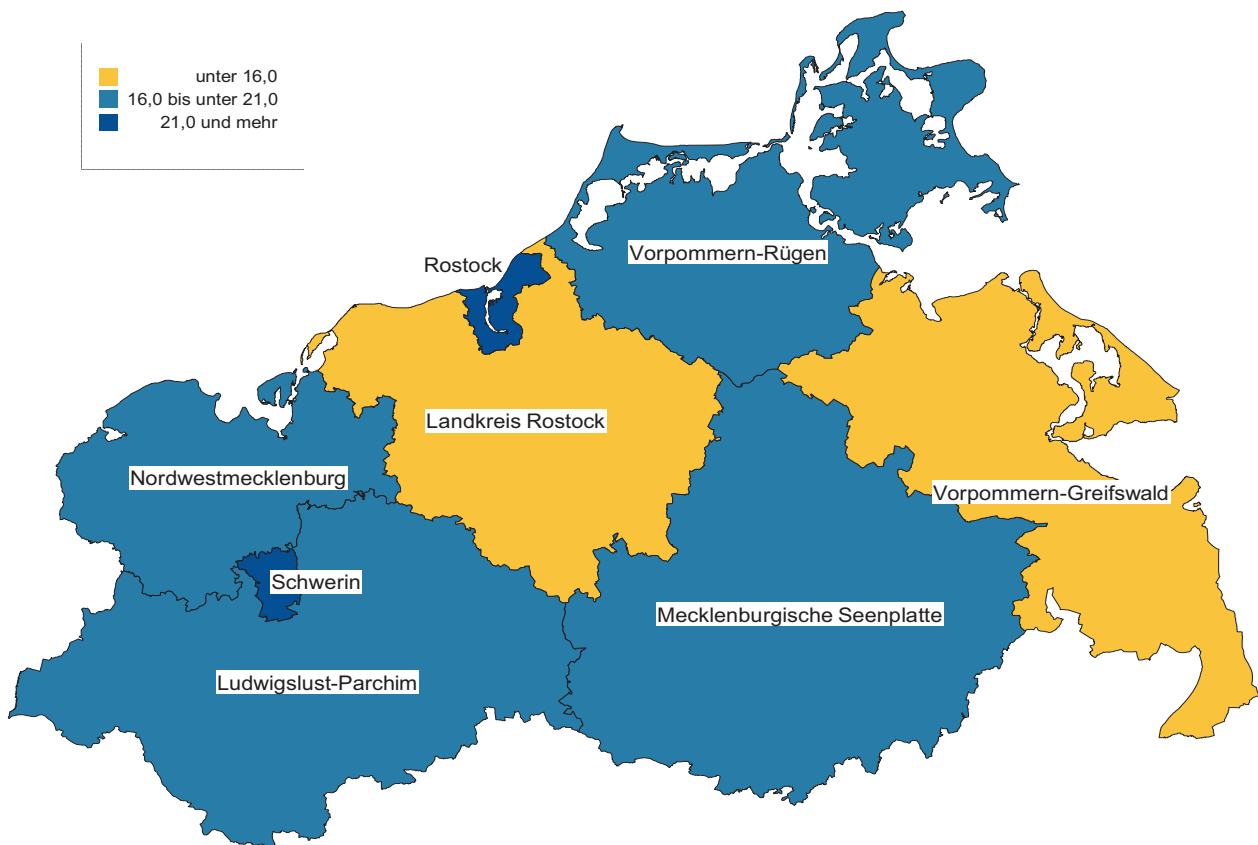 unter 16,0
16,0 bis unter 21,0
21,0 und mehr
Vorpommern-Rügen
Rostock
Landkreis Rostock
Nordwestmecklenburg
Vorpommern-Greifswald
Schwerin
Mecklenburgische Seenplatte
Ludwigslust-Parchim